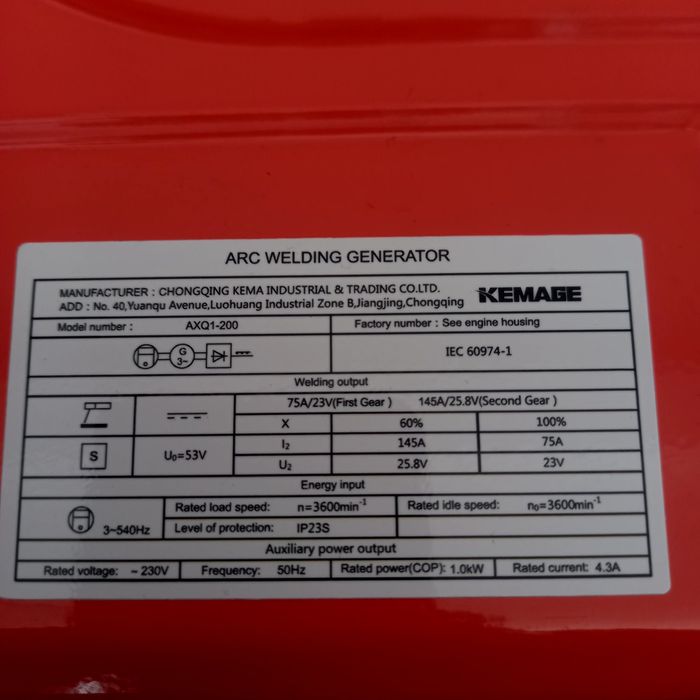 ARC WELDING GENERATOR
MANUFACTURER : CHONGQING KEMA INDUSTRIAL & TRADING CO.LTD.
ADD : No. 40,Yuanqu Avenue,Luohuang Industrial Zone B,Jiangjing,Chongqing
KEMAGE
Model number : AXQ1-200 Factory number : See engine housing
G 3~ IEC 60974-1
Welding output
75A/23V(First Gear ) 145A/25.8V(Second Gear )
X 60% 100%
S U₀=53V I₂ 145A 75A
U₂ 25.8V 23V
Energy input
3~540Hz Rated load speed: n=3600min⁻¹ Rated idle speed: n₀=3600min⁻¹
Level of protection: IP23S
Auxiliary power output
Rated voltage: ~ 230V Frequency: 50Hz Rated power(COP): 1.0kW Rated current: 4.3A